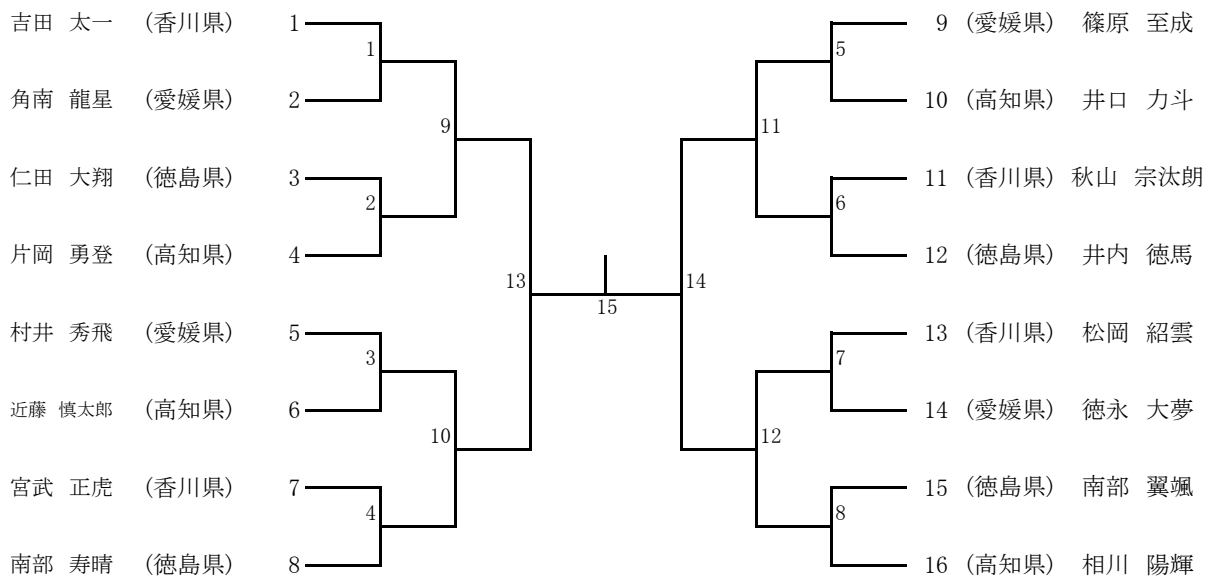 吉田 太一 (香川県) 1
1
角南 龍星 (愛媛県) 2
9
仁田 大翔 (徳島県) 3
2
片岡 勇登 (高知県) 4
13
村井 秀飛 (愛媛県) 5
3
近藤 慎太郎 (高知県) 6
10
宮武 正虎 (香川県) 7
4
南部 寿晴 (徳島県) 8
15
9 (愛媛県) 篠原 至成
5
10 (高知県) 井口 力斗
11
11 (香川県) 秋山 宗汰朗
6
12 (徳島県) 井内 徳馬
14
13 (香川県) 松岡 紹雲
7
14 (愛媛県) 徳永 大夢
12
15 (徳島県) 南部 翼颯
8
16 (高知県) 相川 陽輝